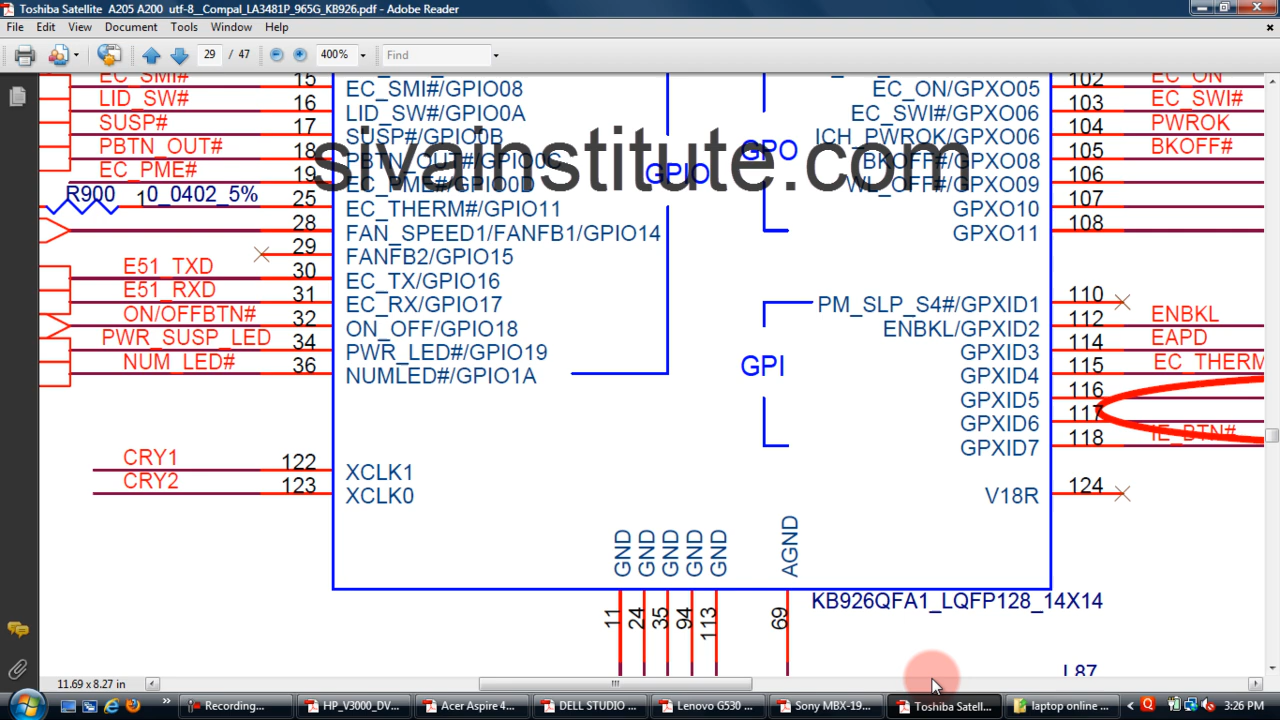 Toshiba Satellite A205 A200 utf-8__Compal_LA3481P_965G_KB926.pdf - Adobe Reader
File Edit View Document Tools Window Help
29 / 47 400% Find
EC_SMI# 15 EC_SMI#/GPIO08 EC_ON/GPXO05 102 EC_ON
LID_SW# 16 LID_SW#/GPIO0A EC_SWI#/GPXO06 103 EC_SWI#
SUSP# 17 SUSP#/GPIO0B ICH_PWROK/GPXO06 104 PWROK
PBTN_OUT# 18 PBTN_OUT#/GPIO0C GPO BKOFF#/GPXO08 105 BKOFF#
sivainstitute.com
EC_PME# 19 EC_PME#/GPIO0D GPIO WL_OFF#/GPXO09 106
R900 10_0402_5% 25 EC_THERM#/GPIO11 GPXO10 107
28 FAN_SPEED1/FANFB1/GPIO14 GPXO11 108
29 FANFB2/GPIO15
E51_TXD 30 EC_TX/GPIO16
E51_RXD 31 EC_RX/GPIO17 PM_SLP_S4#/GPXID1 110
ON/OFFBTN# 32 ON_OFF/GPIO18 ENBKL/GPXID2 112 ENBKL
PWR_SUSP_LED 34 PWR_LED#/GPIO19 GPI GPXID3 114 EAPD
NUM_LED# 36 NUMLED#/GPIO1A GPXID4 115 EC_THERM
GPXID5 116
GPXID6 117
GPXID7 118 IE_BTN#
CRY1 122 XCLK1
CRY2 123 XCLK0 V18R 124
GND GND GND GND GND AGND
11 24 35 94 113 69
KB926QFA1_LQFP128_14X14
L87
11.69 x 8.27 in
Recording... HP_V3000_DV... Acer Aspire 4... DELL STUDIO ... Lenovo G530 ... Sony MBX-19... Toshiba Satell... laptop online ... 3:26 PM